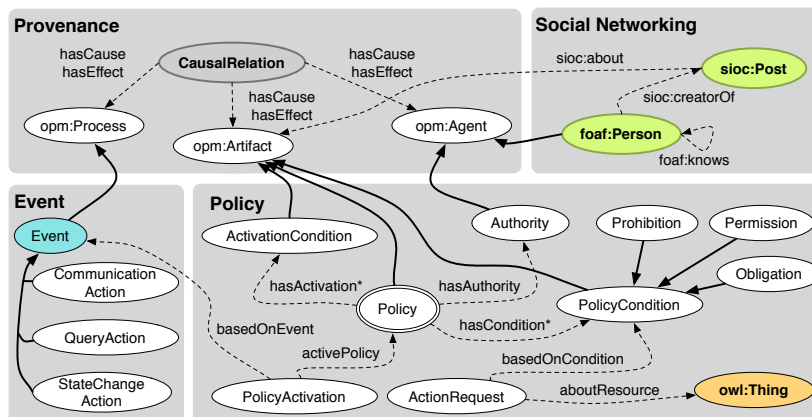 Provenance
Social Networking
hasCause
hasEffect
CausalRelation
hasCause
hasEffect
sioc:about
sioc:Post
hasCause
hasEffect
sioc:creatorOf
opm:Process
opm:Artifact
opm:Agent
foaf:Person
foaf:knows
Event
Policy
Event
ActivationCondition
Authority
Prohibition
Permission
Communication
Action
hasActivation*
hasAuthority
Obligation
Policy
PolicyCondition
QueryAction
basedOnEvent
hasCondition*
activePolicy
basedOnCondition
StateChange
Action
PolicyActivation
ActionRequest
aboutResource
owl:Thing